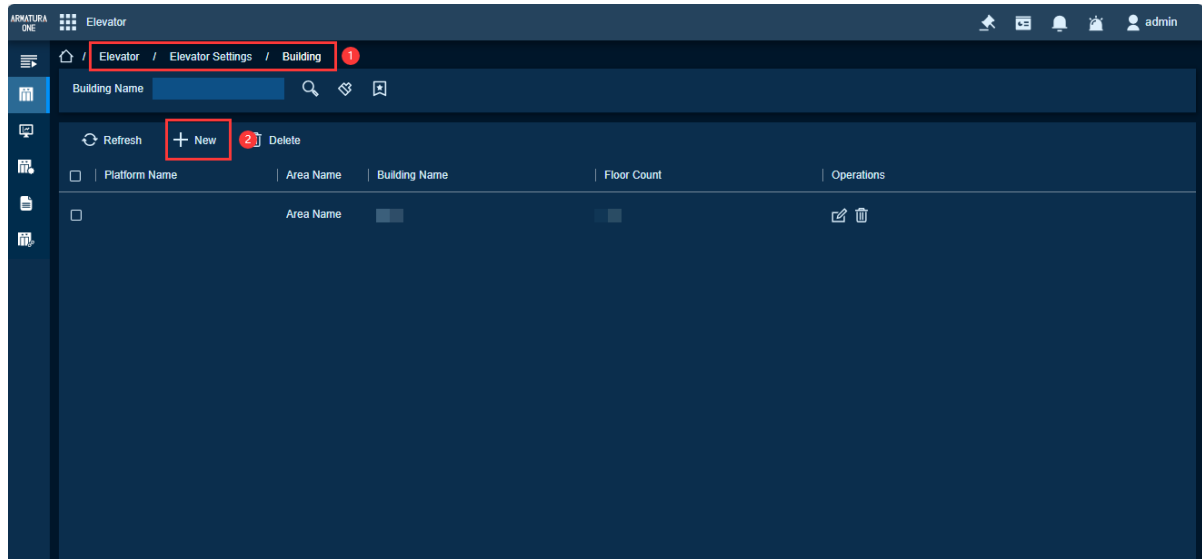 ARMATURA
ONE
Elevator
admin
/ Elevator / Elevator Settings / Building 1
Building Name
Refresh New 2 Delete
Platform Name Area Name Building Name Floor Count Operations
Area Name